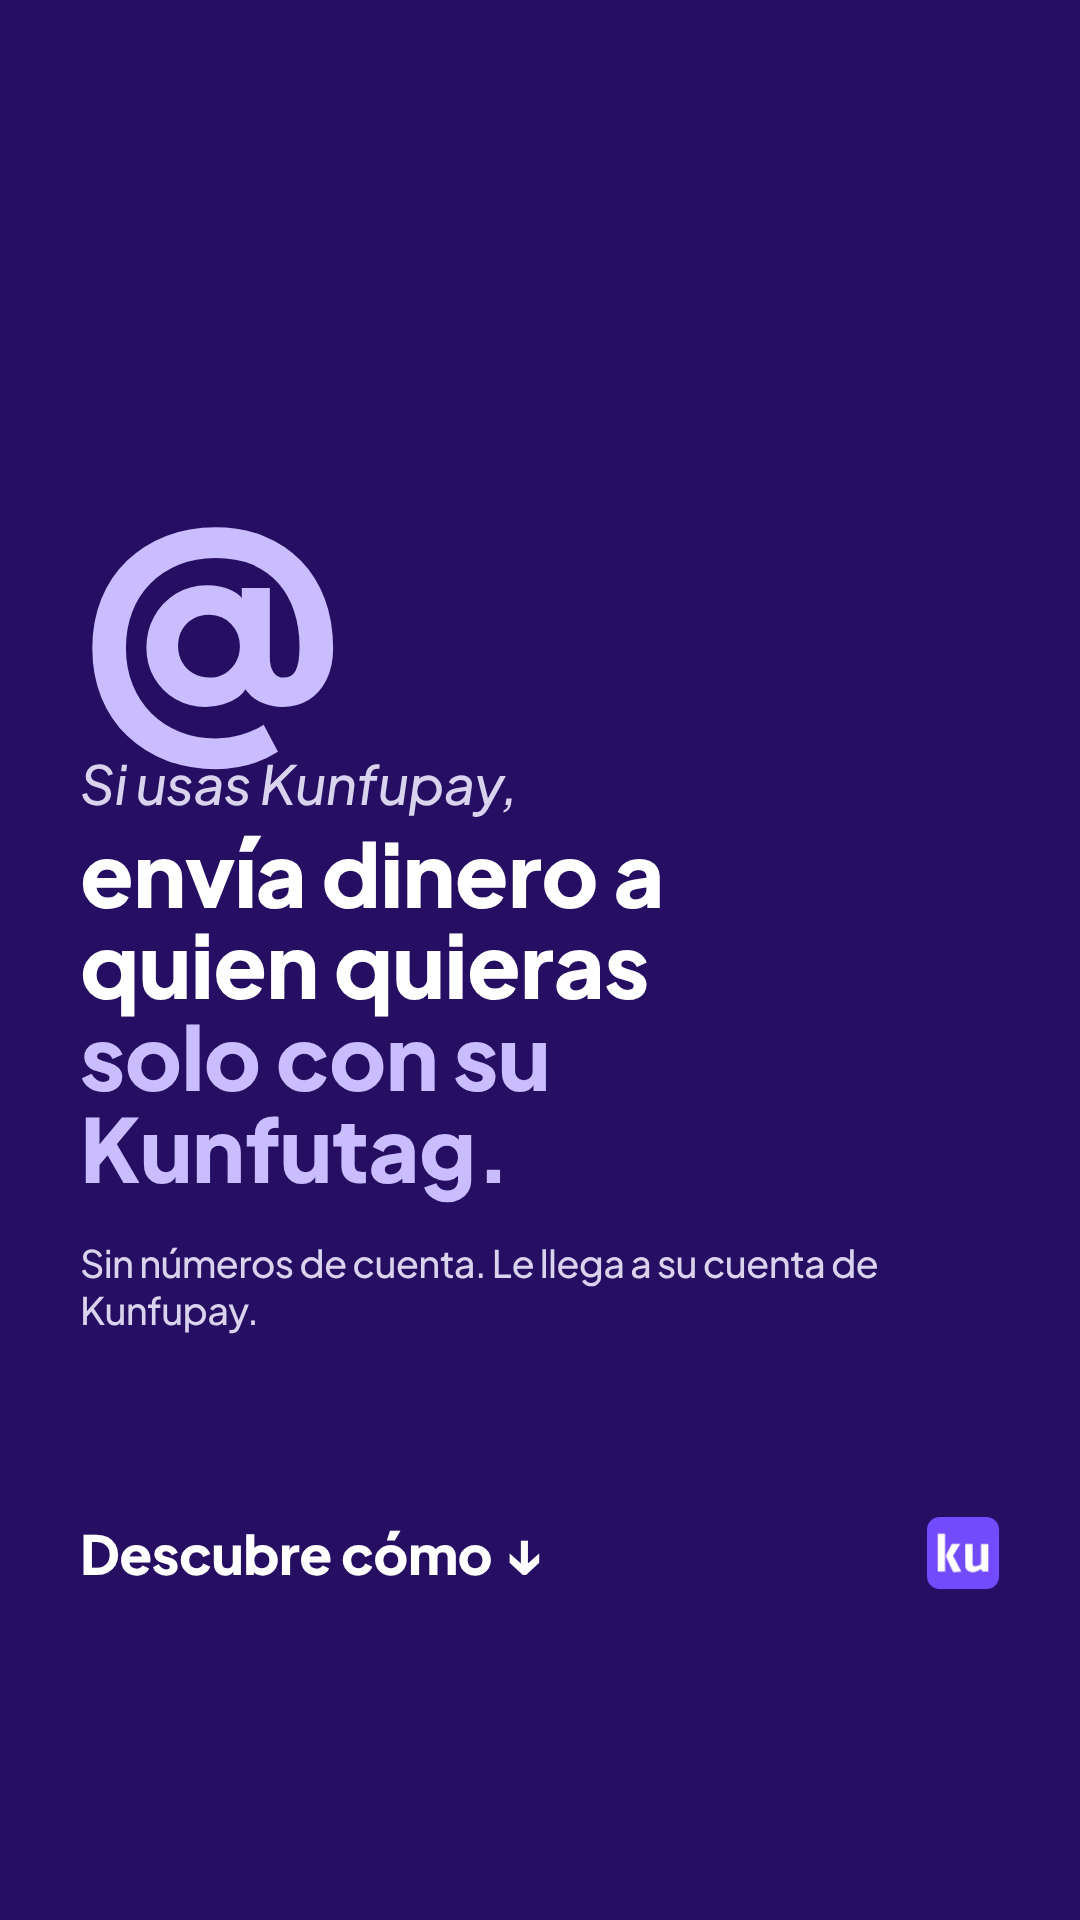 @
Si usas Kunfupay,
envía dinero a
quien quieras
solo con su
Kunfutag.
Sin números de cuenta. Le llega a su cuenta de
Kunfupay.
Descubre cómo ↓
ku